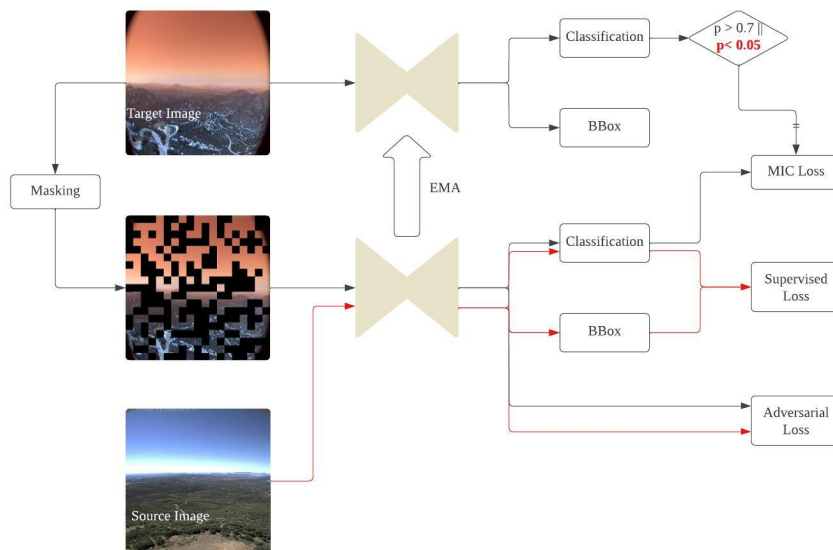 Classification
p > 0.7 ||
p< 0.05
Target Image
BBox
MIC Loss
Masking
EMA
Classification
Supervised
Loss
BBox
Adversarial
Loss
Source Image